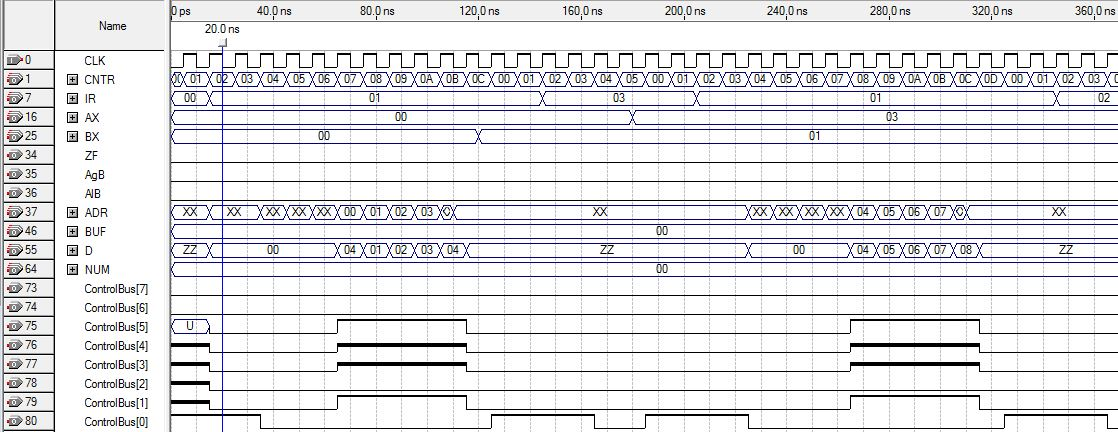 0 ps 40.0 ns 80.0 ns 120.0 ns 160.0 ns 200.0 ns 240.0 ns 280.0 ns 320.0 ns 360.0 ns
Name
20.0 ns
0 CLK
1 CNTR 01 02 03 04 05 06 07 08 09 0A 0B 0C 00 01 02 03 04 05 00 01 02 03 04 05 06 07 08 09 0A 0B 0C 0D 00 01 02 03
7 IR 00 01 03 01 02
16 AX 00 03
25 BX 00 01
34 ZF
35 AgB
36 AlB
37 ADR XX XX XX XX XX 00 01 02 03 XX XX XX XX XX 04 05 06 07 XX
46 BUF 00
55 D ZZ 00 04 01 02 03 04 ZZ 00 04 05 06 07 08 ZZ
64 NUM 00
73 ControlBus[7]
74 ControlBus[6]
75 ControlBus[5] U
76 ControlBus[4]
77 ControlBus[3]
78 ControlBus[2]
79 ControlBus[1]
80 ControlBus[0]